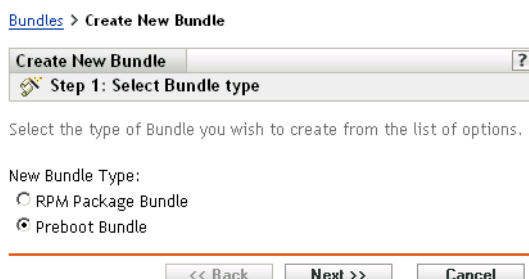 Bundles > Create New Bundle
Create New Bundle ?
Step 1: Select Bundle type
Select the type of Bundle you wish to create from the list of options.
New Bundle Type:
RPM Package Bundle
Preboot Bundle
<< Back Next >> Cancel